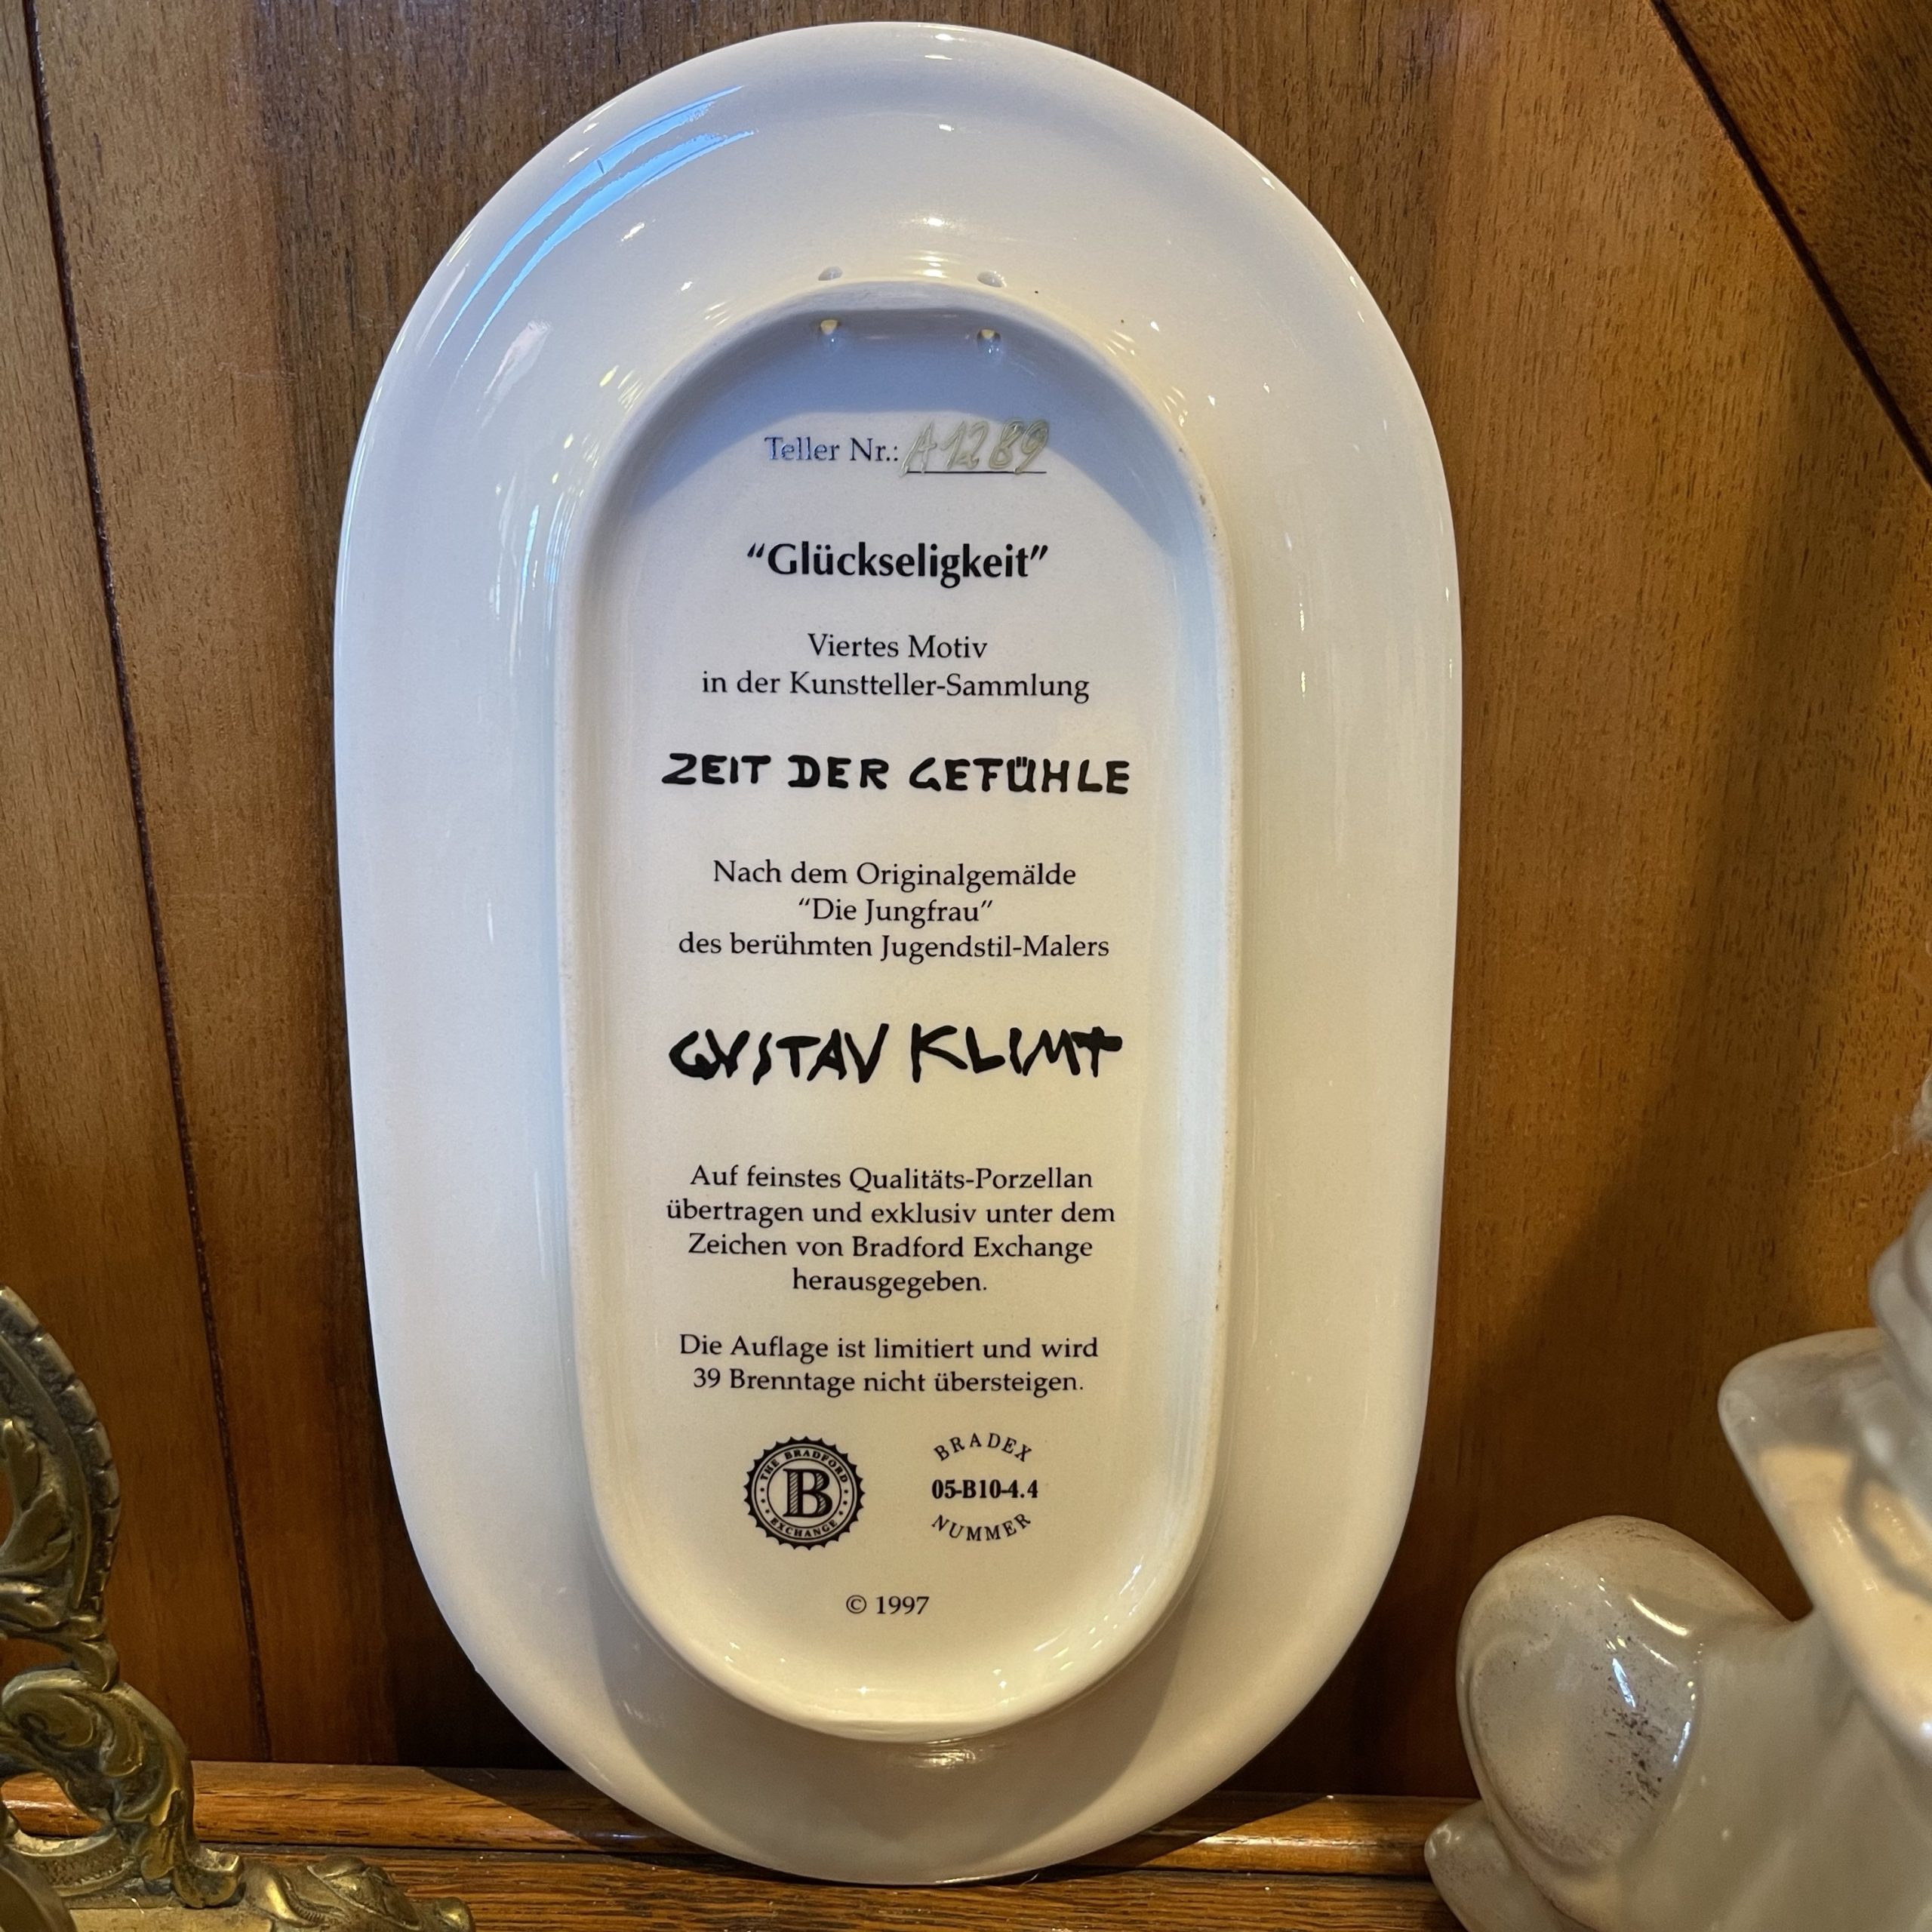 Teller Nr.: A1289
“Glückseligkeit”
Viertes Motiv
in der Kunstteller-Sammlung
ZEIT DER GEFÜHLE
Nach dem Originalgemälde
“Die Jungfrau”
des berühmten Jugendstil-Malers
GUSTAV KLIMT
Auf feinstes Qualitäts-Porzellan
übertragen und exklusiv unter dem
Zeichen von Bradford Exchange
herausgegeben.
Die Auflage ist limitiert und wird
39 Brenntage nicht übersteigen.
THE BRADFORD
B
EXCHANGE
BRADEX
05-B10-4.4
NUMMER
© 1997